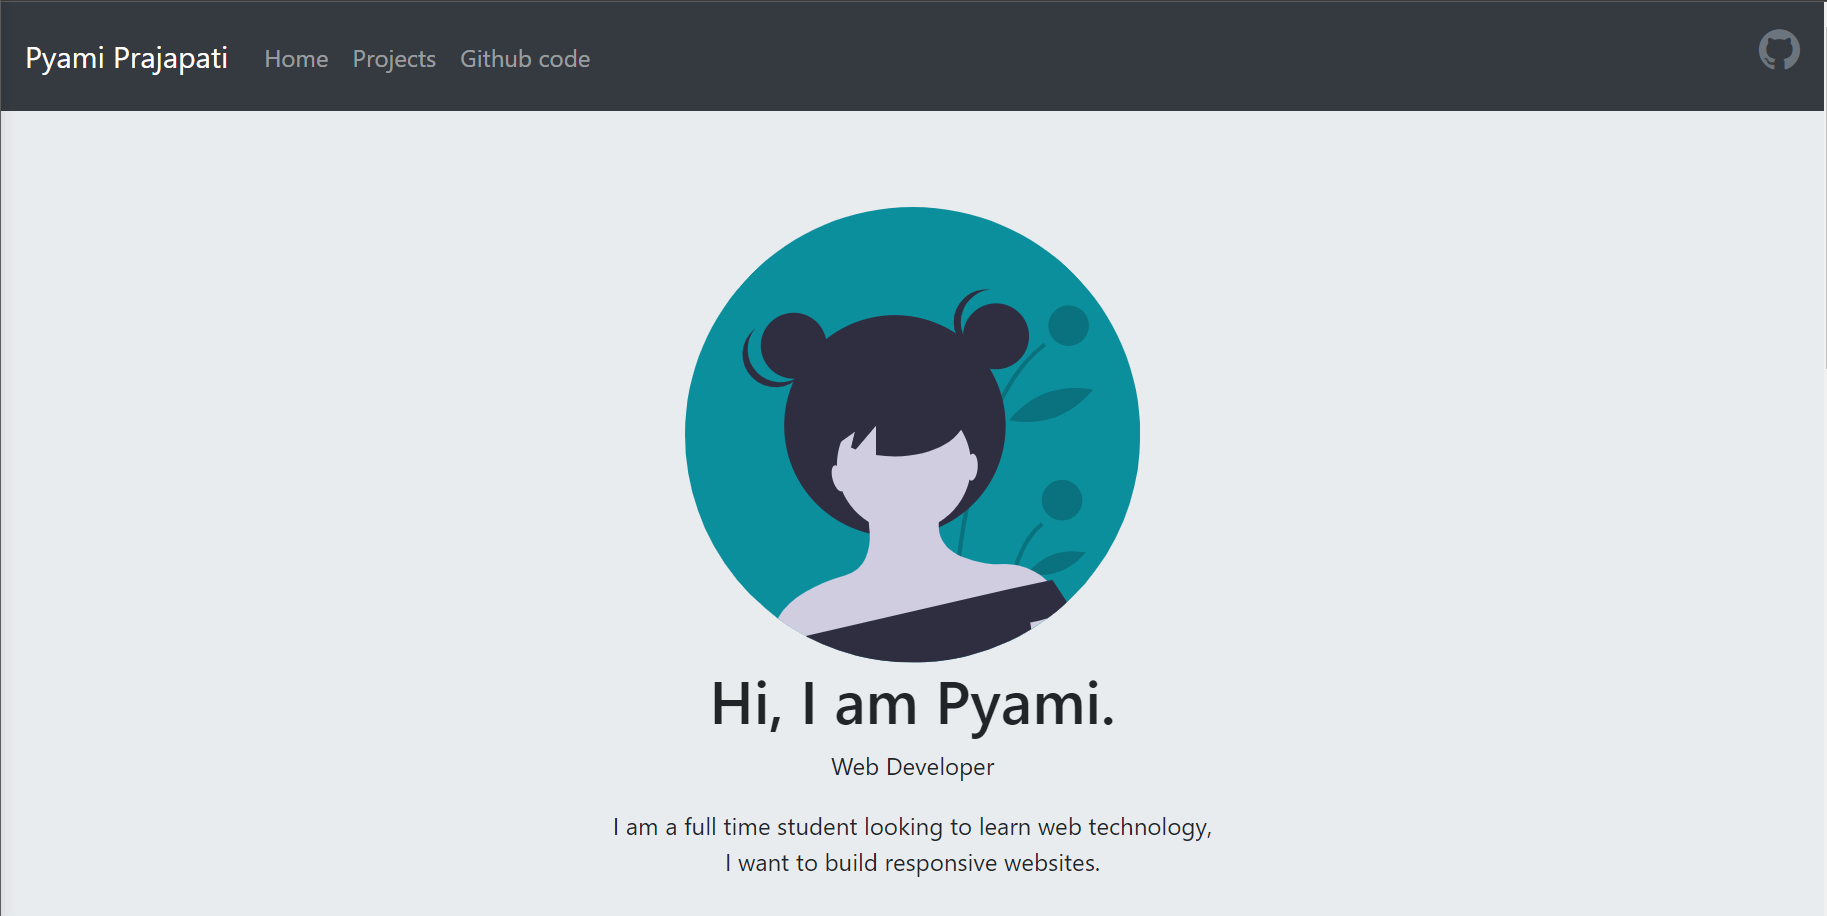 Pyami Prajapati Home Projects Github code
Hi, I am Pyami.
Web Developer
I am a full time student looking to learn web technology,
I want to build responsive websites.